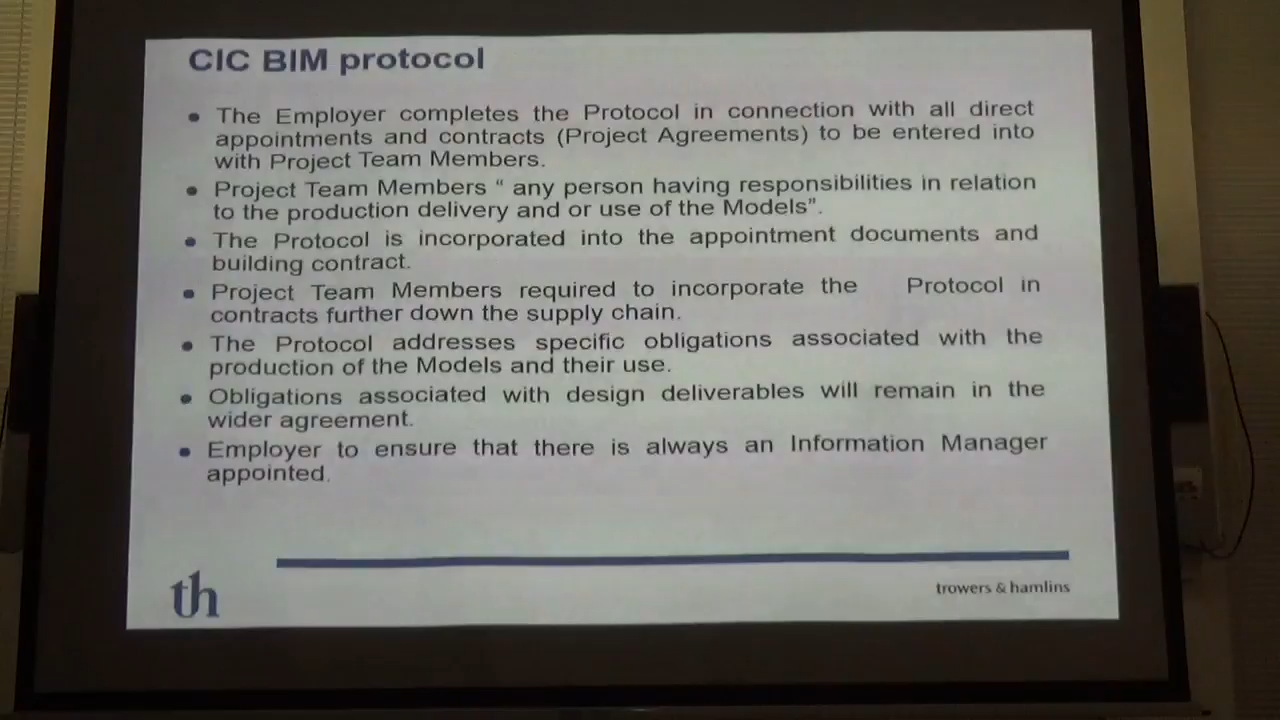 CIC BIM protocol
The Employer completes the Protocol in connection with all direct
appointments and contracts (Project Agreements) to be entered into
with Project Team Members.
Project Team Members “ any person having responsibilities in relation
to the production delivery and or use of the Models”.
The Protocol is incorporated into the appointment documents and
building contract.
Project Team Members required to incorporate the Protocol in
contracts further down the supply chain.
The Protocol addresses specific obligations associated with the
production of the Models and their use.
Obligations associated with design deliverables will remain in the
wider agreement.
Employer to ensure that there is always an Information Manager
appointed.
th
trowers & hamlins